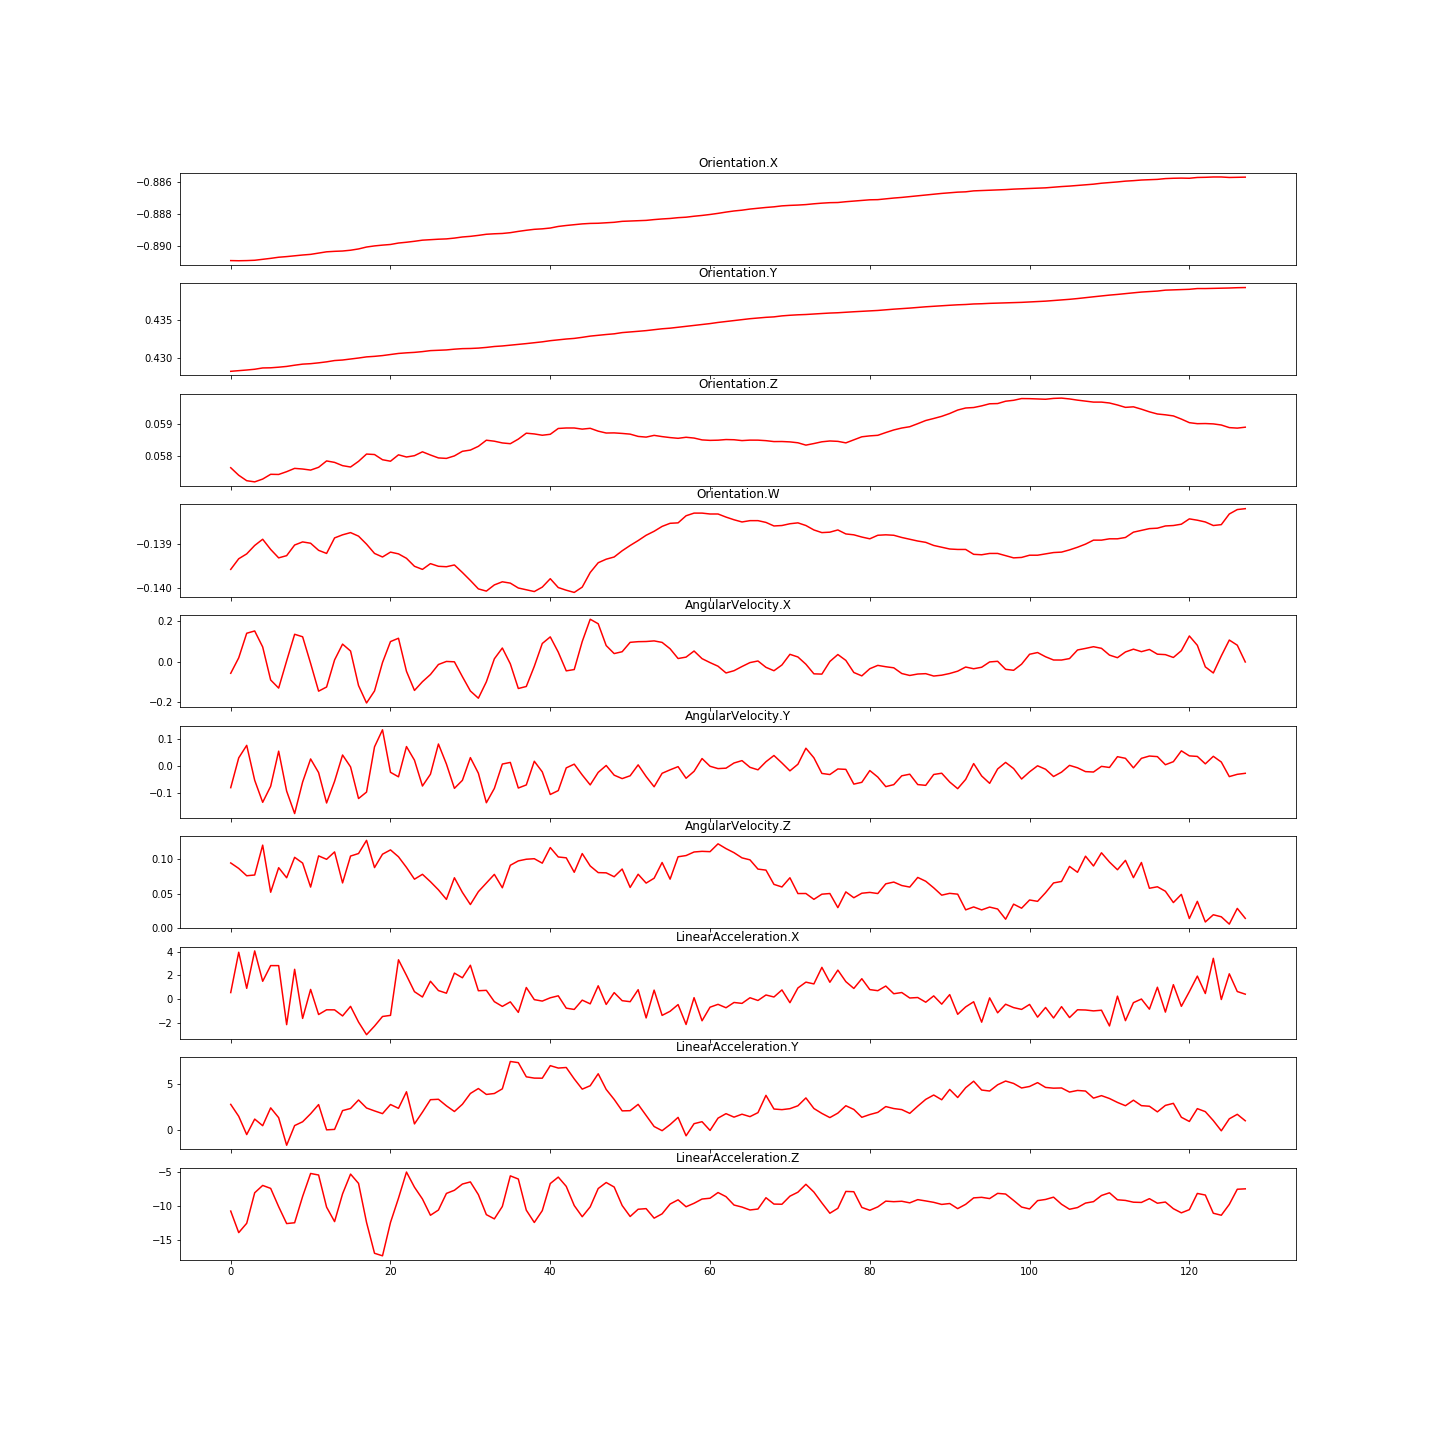 Orientation.X
−0.886
−0.888
−0.890
Orientation.Y
0.435
0.430
Orientation.Z
0.059
0.058
Orientation.W
−0.139
−0.140
AngularVelocity.X
0.2
0.0
−0.2
AngularVelocity.Y
0.1
0.0
−0.1
AngularVelocity.Z
0.10
0.05
0.00
LinearAcceleration.X
4
2
0
−2
LinearAcceleration.Y
5
0
LinearAcceleration.Z
−5
−10
−15
0 20 40 60 80 100 120